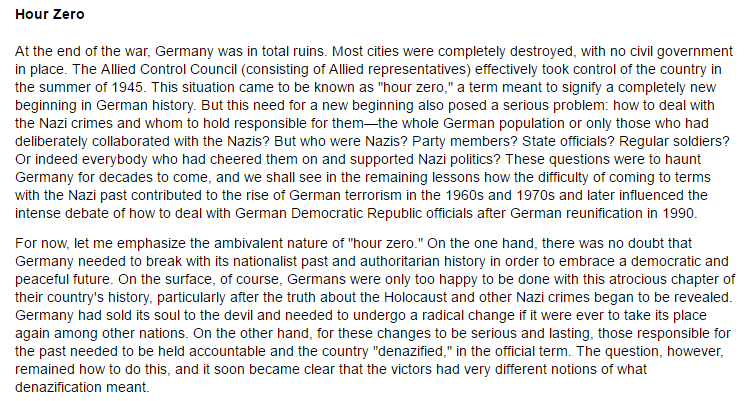 Hour Zero
At the end of the war, Germany was in total ruins. Most cities were completely destroyed, with no civil government
in place. The Allied Control Council (consisting of Allied representatives) effectively took control of the country in
the summer of 1945. This situation came to be known as "hour zero," a term meant to signify a completely new
beginning in German history. But this need for a new beginning also posed a serious problem: how to deal with
the Nazi crimes and whom to hold responsible for them—the whole German population or only those who had
deliberately collaborated with the Nazis? But who were Nazis? Party members? State officials? Regular soldiers?
Or indeed everybody who had cheered them on and supported Nazi politics? These questions were to haunt
Germany for decades to come, and we shall see in the remaining lessons how the difficulty of coming to terms
with the Nazi past contributed to the rise of German terrorism in the 1960s and 1970s and later influenced the
intense debate of how to deal with German Democratic Republic officials after German reunification in 1990.
For now, let me emphasize the ambivalent nature of "hour zero." On the one hand, there was no doubt that
Germany needed to break with its nationalist past and authoritarian history in order to embrace a democratic and
peaceful future. On the surface, of course, Germans were only too happy to be done with this atrocious chapter of
their country's history, particularly after the truth about the Holocaust and other Nazi crimes began to be revealed.
Germany had sold its soul to the devil and needed to undergo a radical change if it were ever to take its place
again among other nations. On the other hand, for these changes to be serious and lasting, those responsible for
the past needed to be held accountable and the country "denazified," in the official term. The question, however,
remained how to do this, and it soon became clear that the victors had very different notions of what
denazification meant.